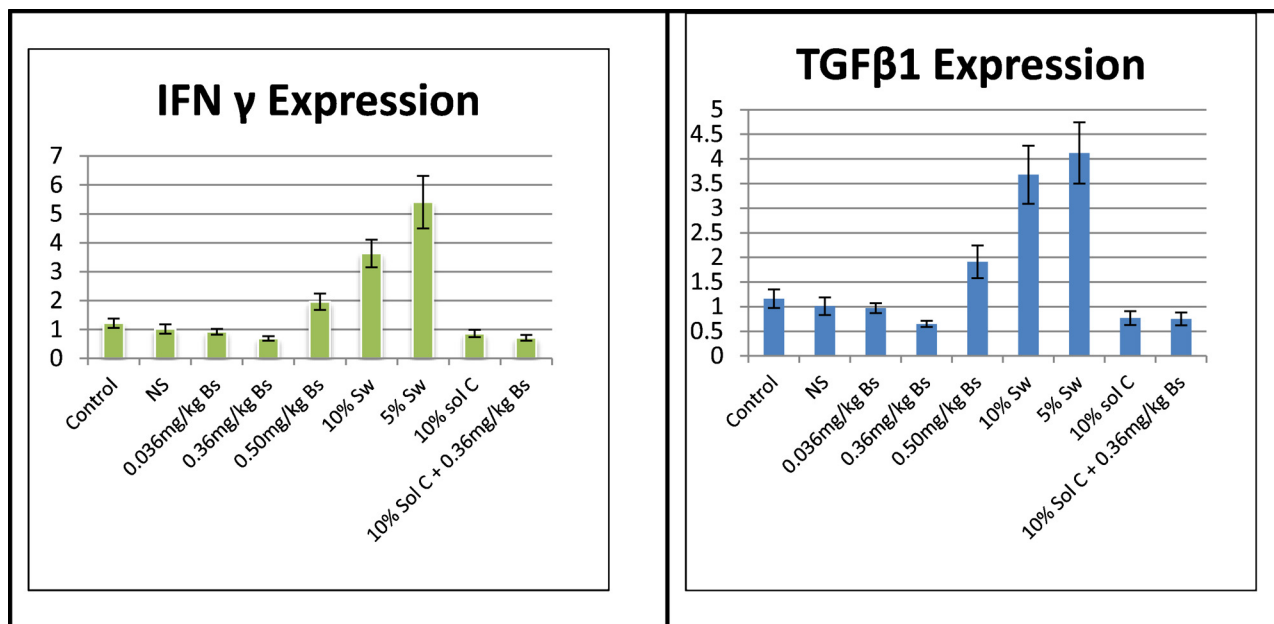 IFN γ Expression
7
6
5
4
3
2
1
0
Control
NS
0.036mg/kg Bs
0.36mg/kg Bs
0.50mg/kg Bs
10% Sw
5% Sw
10% sol C
10% Sol C + 0.36mg/kg Bs
TGFβ1 Expression
5
4.5
4
3.5
3
2.5
2
1.5
1
0.5
0
Control
NS
0.036mg/kg Bs
0.36mg/kg Bs
0.50mg/kg Bs
10% Sw
5% Sw
10% sol C
10% Sol C + 0.36mg/kg Bs